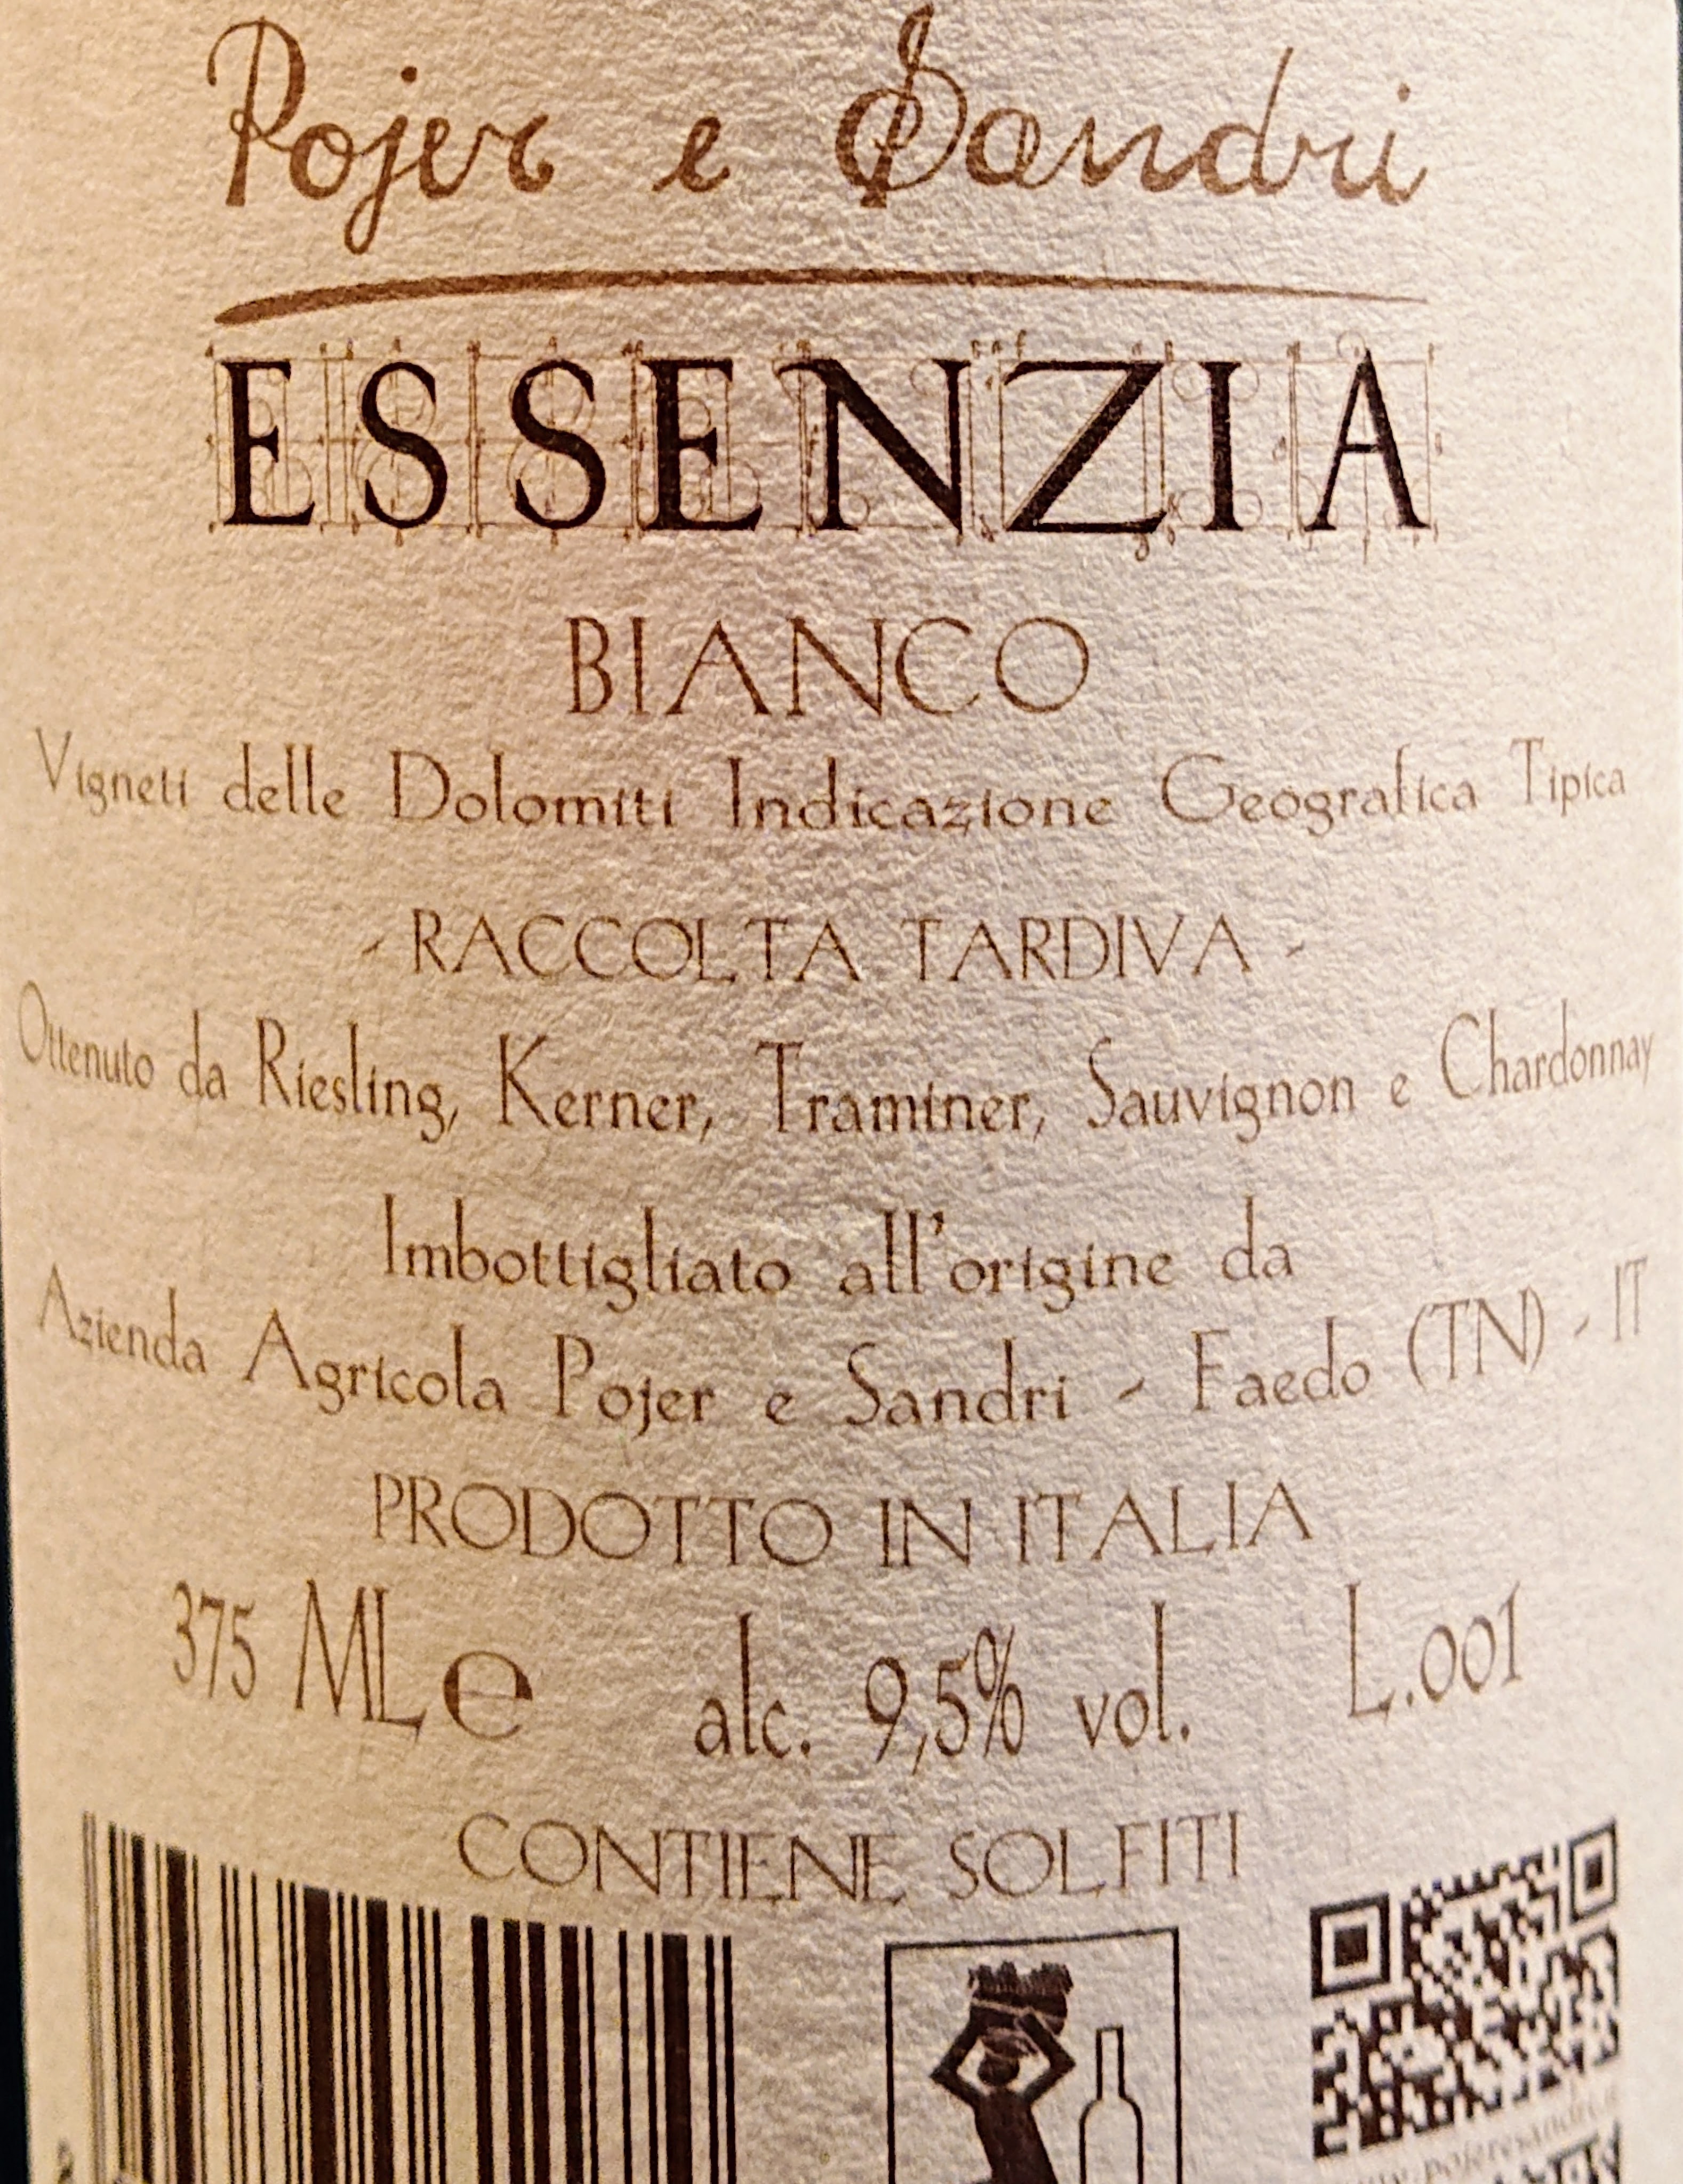 Pojer e Sandri
ESSENZIA
BIANCO
Vigneti delle Dolomiti Indicazione Geografica Tipica
- RACCOLTA TARDIVA -
Ottenuto da Riesling, Kerner, Traminer, Sauvignon e Chardonnay
Imbottigliato all'origine da
Azienda Agricola Pojer e Sandri - Faedo (TN) - IT
PRODOTTO IN ITALIA
375 ML e alc. 9,5% vol. L.001
CONTIENE SOLFITI